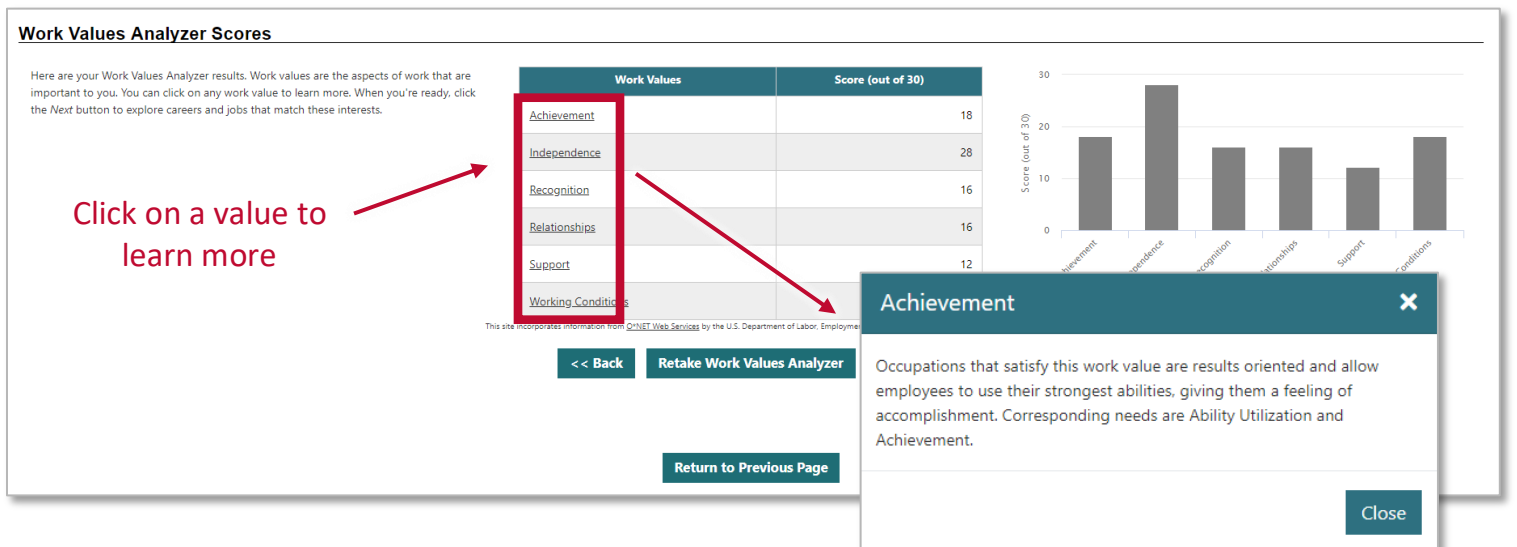 Work Values Analyzer Scores
Here are your Work Values Analyzer results. Work values are the aspects of work that are
important to you. You can click on any work value to learn more. When you're ready, click
the Next button to explore careers and jobs that match these interests.
Click on a value to
learn more
Work Values Score (out of 30)
Achievement 18
Independence 28
Recognition 16
Relationships 16
Support 12
Working Conditions
This site incorporates information from O*NET Web Services by the U.S. Department of Labor, Employme
<< Back Retake Work Values Analyzer
Return to Previous Page
Score (out of 30)
30
20
10
0
hievement
pendence
cognition
tionships
Support
Conditions
Achievement ×
Occupations that satisfy this work value are results oriented and allow
employees to use their strongest abilities, giving them a feeling of
accomplishment. Corresponding needs are Ability Utilization and
Achievement.
Close